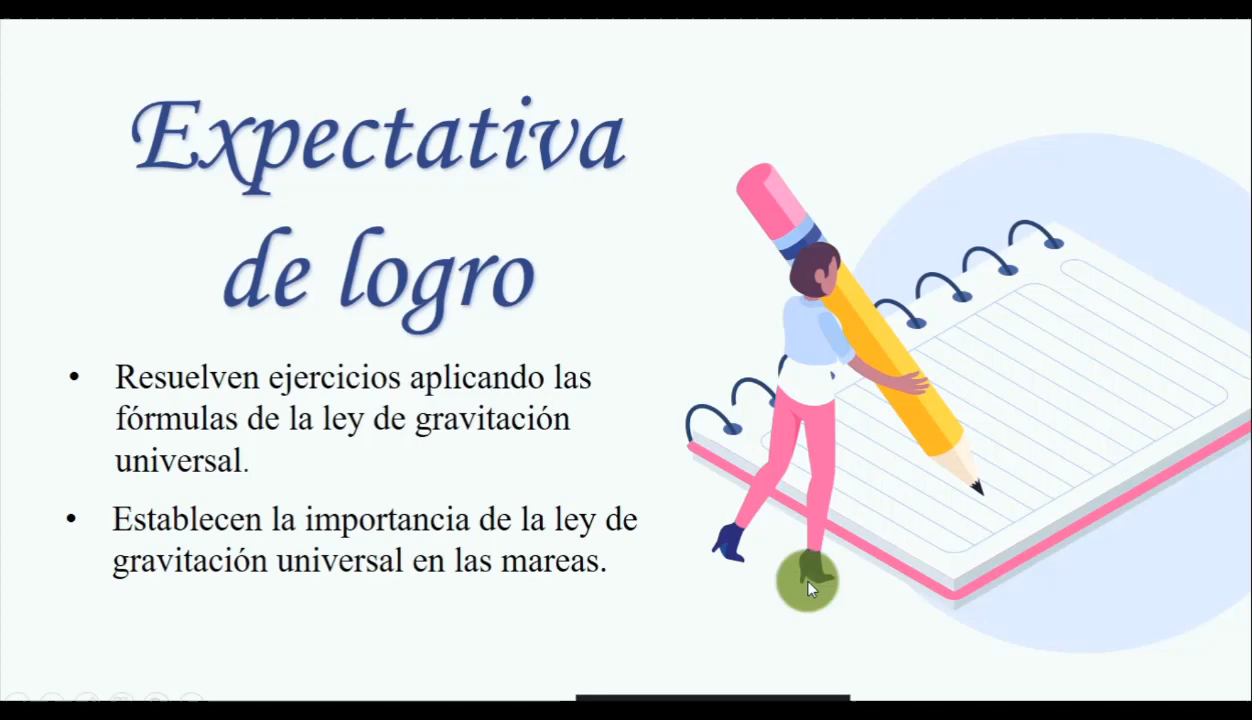 Expectativa
de logro
• Resuelven ejercicios aplicando las
fórmulas de la ley de gravitación
universal.
• Establecen la importancia de la ley de
gravitación universal en las mareas.